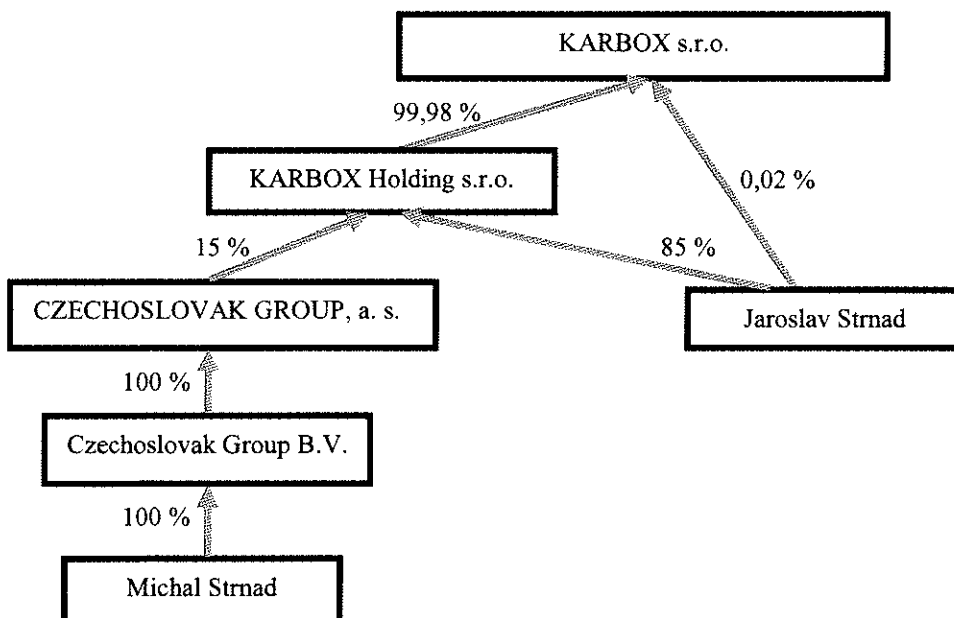 KARBOX s.r.o.
99,98 %
KARBOX Holding s.r.o.
0,02 %
15 %
85 %
CZECHOSLOVAK GROUP, a. s.
Jaroslav Strnad
100 %
Czechoslovak Group B.V.
100 %
Michal Strnad